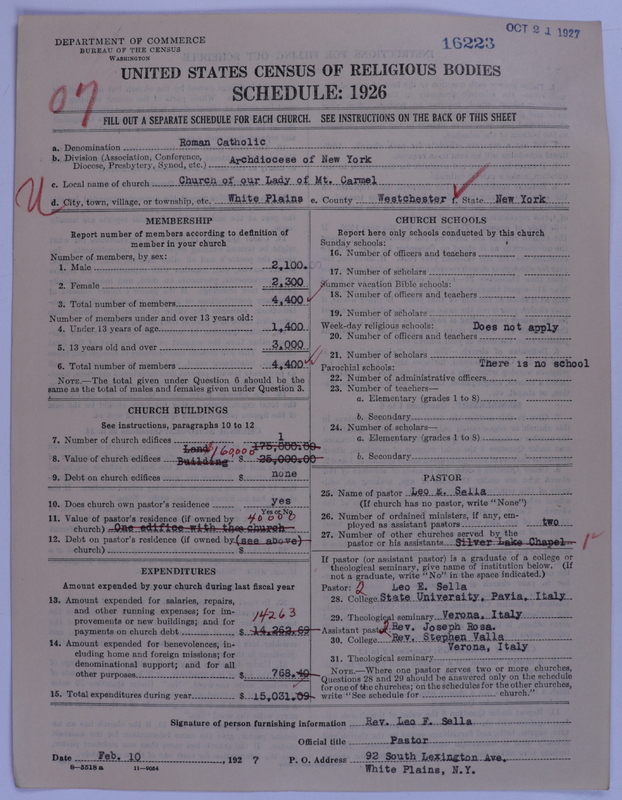 OCT 21 1927
16223
DEPARTMENT OF COMMERCE
BUREAU OF THE CENSUS
WASHINGTON
UNITED STATES CENSUS OF RELIGIOUS BODIES
SCHEDULE: 1926
07
FILL OUT A SEPARATE SCHEDULE FOR EACH CHURCH. SEE INSTRUCTIONS ON THE BACK OF THIS SHEET
a. Denomination Roman Catholic
b. Division (Association, Conference, Diocese, Presbytery, Synod, etc.) Archdiocese of New York
c. Local name of church Church of our Lady of Mt. Carmel
U
d. City, town, village, or township, etc. White Plains e. County Westchester f. State New York
MEMBERSHIP
Report number of members according to definition of
member in your church
Number of members, by sex:
1. Male 2,100.
2. Female 2,300
3. Total number of members 4,400
Number of members under and over 13 years old:
4. Under 13 years of age 1,400
5. 13 years old and over 3,000
6. Total number of members 4,400
NOTE.—The total given under Question 6 should be the
same as the total of males and females given under Question 3.
CHURCH BUILDINGS
See instructions, paragraphs 10 to 12
7. Number of church edifices 1
Land 160,000 175,000.00
8. Value of church edifices Building $ 25,000.00
9. Debt on church edifices $ none
10. Does church own pastor's residence yes
Yes or No
11. Value of pastor's residence (if owned by 40000
church) One edifice with the church
12. Debt on pastor's residence (if owned by (see above)
church) $
EXPENDITURES
Amount expended by your church during last fiscal year
13. Amount expended for salaries, repairs,
and other running expenses; for im-
provements or new buildings; and for 14263
payments on church debt $ 14,262.69
14. Amount expended for benevolences, in-
cluding home and foreign missions; for
denominational support; and for all
other purposes $ 768.40
15. Total expenditures during year $ 15,031.09
CHURCH SCHOOLS
Report here only schools conducted by this church
Sunday schools:
16. Number of officers and teachers
17. Number of scholars
Summer vacation Bible schools:
18. Number of officers and teachers
19. Number of scholars
Week-day religious schools: Does not apply
20. Number of officers and teachers
21. Number of scholars
Parochial schools: There is no school
22. Number of administrative officers
23. Number of teachers—
a. Elementary (grades 1 to 8)
b. Secondary
24. Number of scholars—
a. Elementary (grades 1 to 8)
b. Secondary
PASTOR
25. Name of pastor Leo E. Sella
(If church has no pastor, write "None")
26. Number of ordained ministers, if any, em-
ployed as assistant pastors two
27. Number of other churches served by the
pastor or his assistants Silver Lake Chapel
If pastor (or assistant pastor) is a graduate of a college or
theological seminary, give name of institution below. (If
not a graduate, write "No" in the space indicated.)
Pastor: 2 Leo E. Sella
28. College State University, Pavia, Italy
29. Theological seminary Verona, Italy
Assistant pastor: 2 Rev. Joseph Rosa.
30. College Rev. Stephen Valla
Verona, Italy
31. Theological seminary
NOTE.—Where one pastor serves two or more churches,
Questions 28 and 29 should be answered only on the schedule
for one of the churches; on the schedules for the other churches,
write "See schedule for church."
Signature of person furnishing information Rev. Leo F. Sella
Official title Pastor
Date Feb. 10, 1927 P. O. Address 92 South Lexington Ave.
8—5518 a 11—9054 White Plains, N.Y.